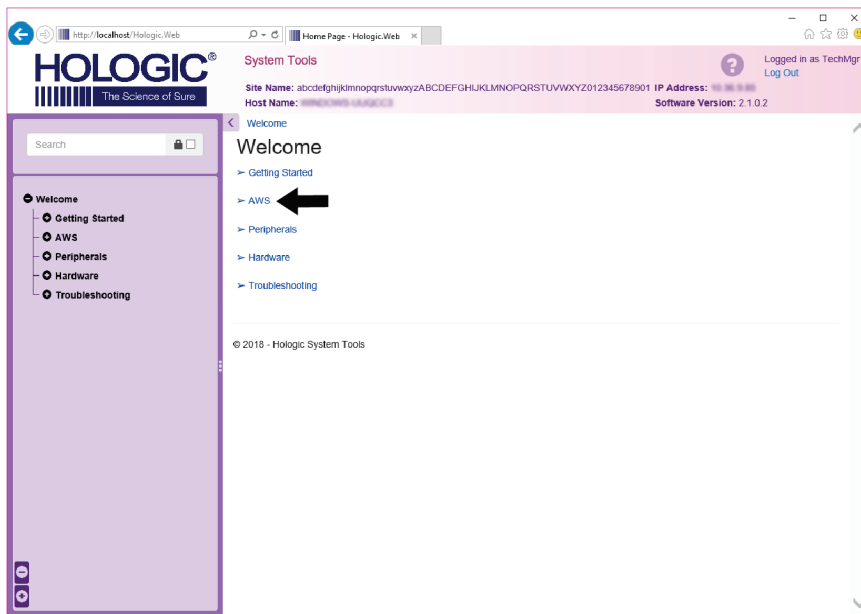 http://localhost/Hologic.Web
Home Page - Hologic.Web
HOLOGIC®
The Science of Sure
System Tools
Logged in as TechMgr
Log Out
Site Name: abcdefghijklmnopqrstuvwxyzABCDEFGHIJKLMNOPQRSTUVWXYZ012345678901 IP Address:
Host Name:
Software Version: 2.1.0.2
Search
Welcome
Getting Started
AWS
Peripherals
Hardware
Troubleshooting
Welcome
Welcome
➢ Getting Started
➢ AWS
➢ Peripherals
➢ Hardware
➢ Troubleshooting
© 2018 - Hologic System Tools